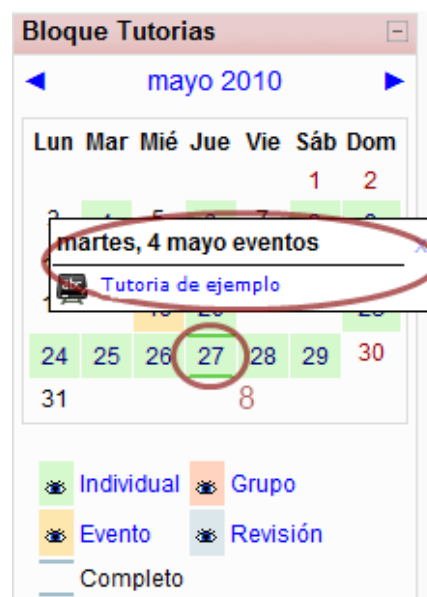 Bloque Tutorias
mayo 2010
Lun Mar Mié Jue Vie Sáb Dom
1 2
martes, 4 mayo eventos x
Tutoria de ejemplo
24 25 26 27 28 29 30
31 8
Individual Grupo
Evento Revisión
Completo